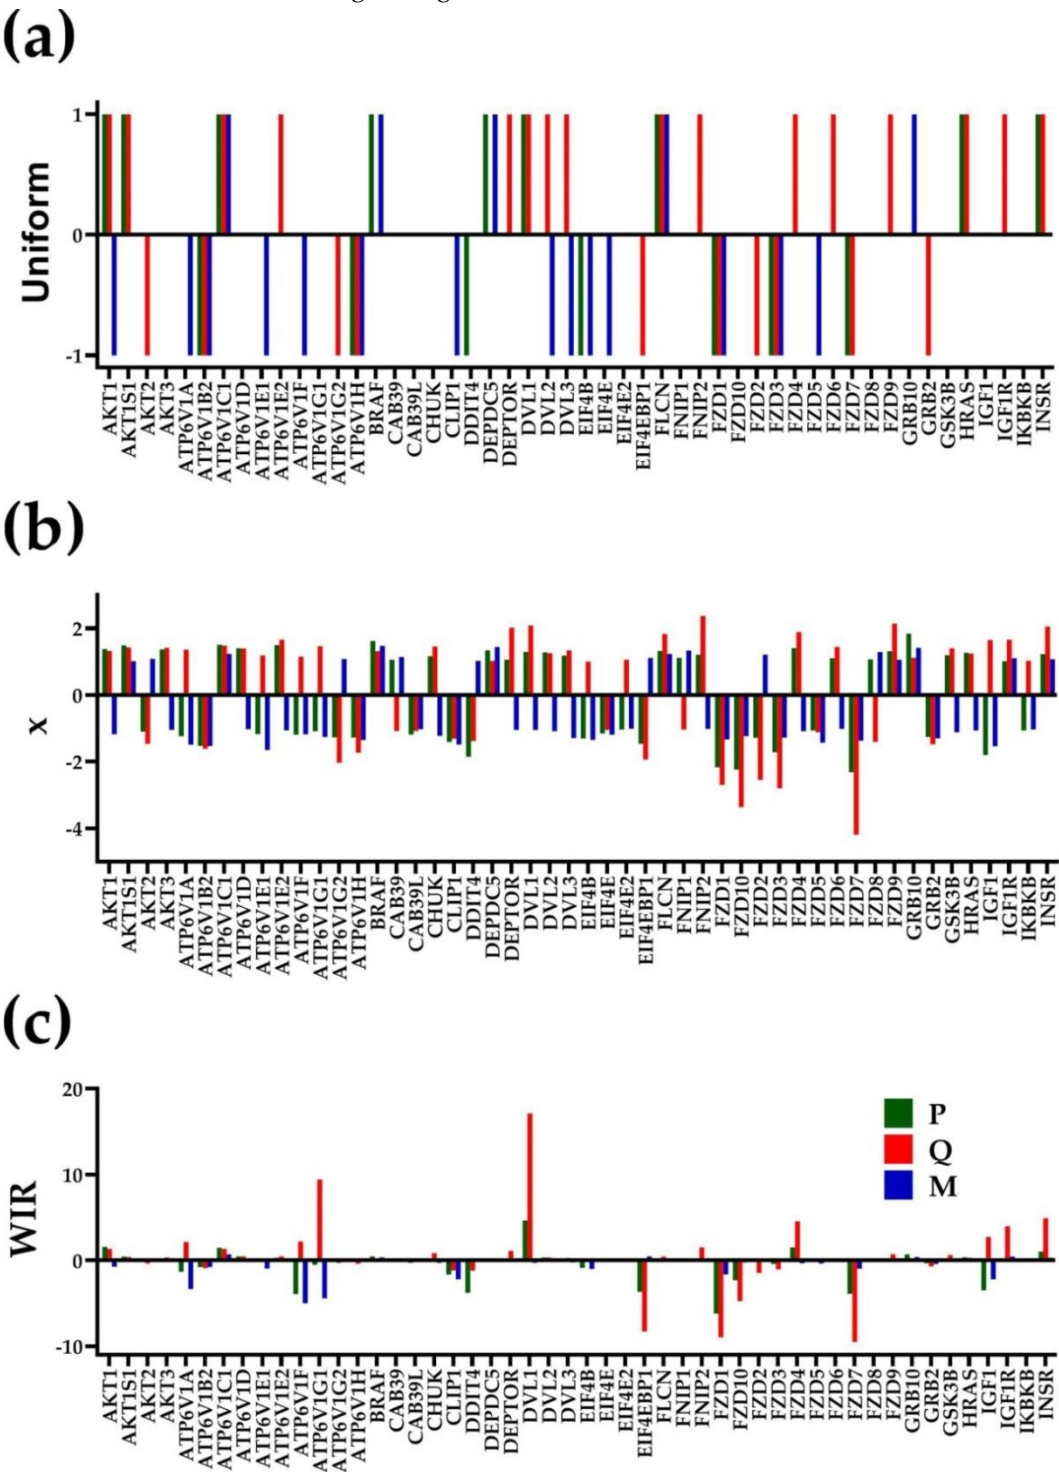 (a)
Uniform
1
0
-1
AKT1
AKT1S1
AKT2
AKT3
ATP6V1A
ATP6V1B2
ATP6V1C1
ATP6V1D
ATP6V1E1
ATP6V1E2
ATP6V1F
ATP6V1G1
ATP6V1G2
ATP6V1H
BRAF
CAB39
CAB39L
CHUK
CLIP1
DDIT4
DEPDC5
DEPTOR
DVL1
DVL2
DVL3
EIF4B
EIF4E
EIF4E2
EIF4EBP1
FLCN
FNIP1
FNIP2
FZD1
FZD10
FZD2
FZD3
FZD4
FZD5
FZD6
FZD7
FZD8
FZD9
GRB10
GRB2
GSK3B
HRAS
IGF1
IGF1R
IKBKB
INSR
(b)
x
2
0
-2
-4
AKT1
AKT1S1
AKT2
AKT3
ATP6V1A
ATP6V1B2
ATP6V1C1
ATP6V1D
ATP6V1E1
ATP6V1E2
ATP6V1F
ATP6V1G1
ATP6V1G2
ATP6V1H
BRAF
CAB39
CAB39L
CHUK
CLIP1
DDIT4
DEPDC5
DEPTOR
DVL1
DVL2
DVL3
EIF4B
EIF4E
EIF4E2
EIF4EBP1
FLCN
FNIP1
FNIP2
FZD1
FZD10
FZD2
FZD3
FZD4
FZD5
FZD6
FZD7
FZD8
FZD9
GRB10
GRB2
GSK3B
HRAS
IGF1
IGF1R
IKBKB
INSR
(c)
WIR
20
10
0
-10
P
Q
M
AKT1
AKT1S1
AKT2
AKT3
ATP6V1A
ATP6V1B2
ATP6V1C1
ATP6V1D
ATP6V1E1
ATP6V1E2
ATP6V1F
ATP6V1G1
ATP6V1G2
ATP6V1H
BRAF
CAB39
CAB39L
CHUK
CLIP1
DDIT4
DEPDC5
DEPTOR
DVL1
DVL2
DVL3
EIF4B
EIF4E
EIF4E2
EIF4EBP1
FLCN
FNIP1
FNIP2
FZD1
FZD10
FZD2
FZD3
FZD4
FZD5
FZD6
FZD7
FZD8
FZD9
GRB10
GRB2
GSK3B
HRAS
IGF1
IGF1R
IKBKB
INSR